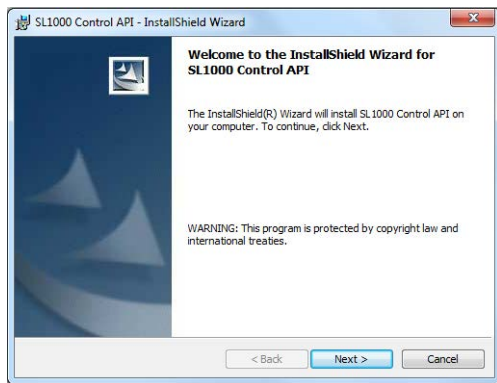 SL1000 Control API - InstallShield Wizard
Welcome to the InstallShield Wizard for
SL1000 Control API
The InstallShield(R) Wizard will install SL1000 Control API on
your computer. To continue, click Next.
WARNING: This program is protected by copyright law and
international treaties.
< Back Next > Cancel